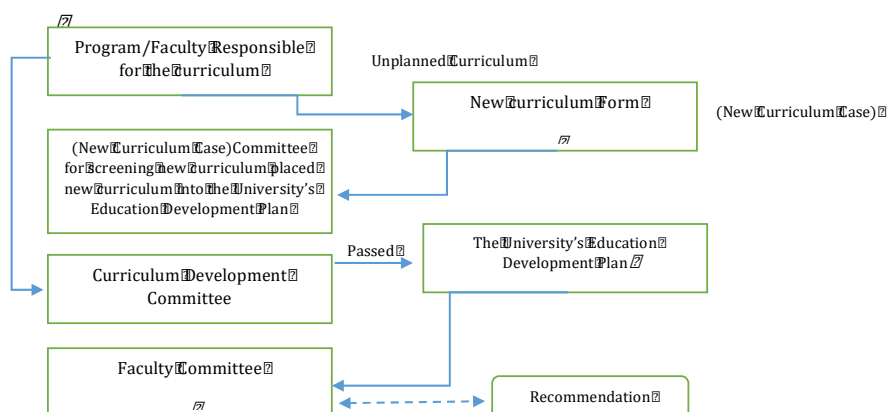 Program/Faculty Responsible
for the curriculum
Unplanned Curriculum
New curriculum Form
(New Curriculum Case)
(New Curriculum Case)Committee
for screening new curriculum placed
new curriculum into the University's
Education Development Plan
Passed
The University's Education
Development Plan
Curriculum Development
Committee
Faculty Committee
Recommendation